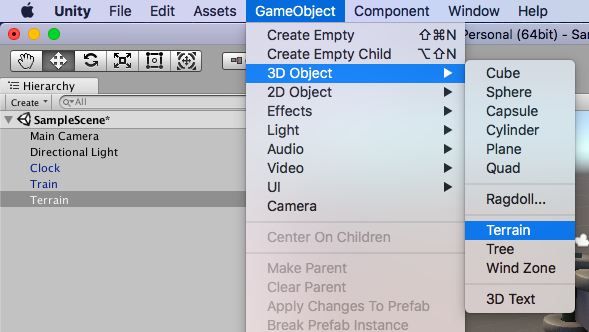 Unity File Edit Assets GameObject Component Window Help
Personal (64bit) - Sa
Create Empty ⇧⌘N
Create Empty Child ⌥⇧N
3D Object
2D Object
Effects
Light
Audio
Video
UI
Camera
Center On Children
Make Parent
Clear Parent
Apply Changes To Prefab
Break Prefab Instance
Cube
Sphere
Capsule
Cylinder
Plane
Quad
Ragdoll...
Terrain
Tree
Wind Zone
3D Text
Hierarchy
Create All
SampleScene*
Main Camera
Directional Light
Clock
Train
Terrain